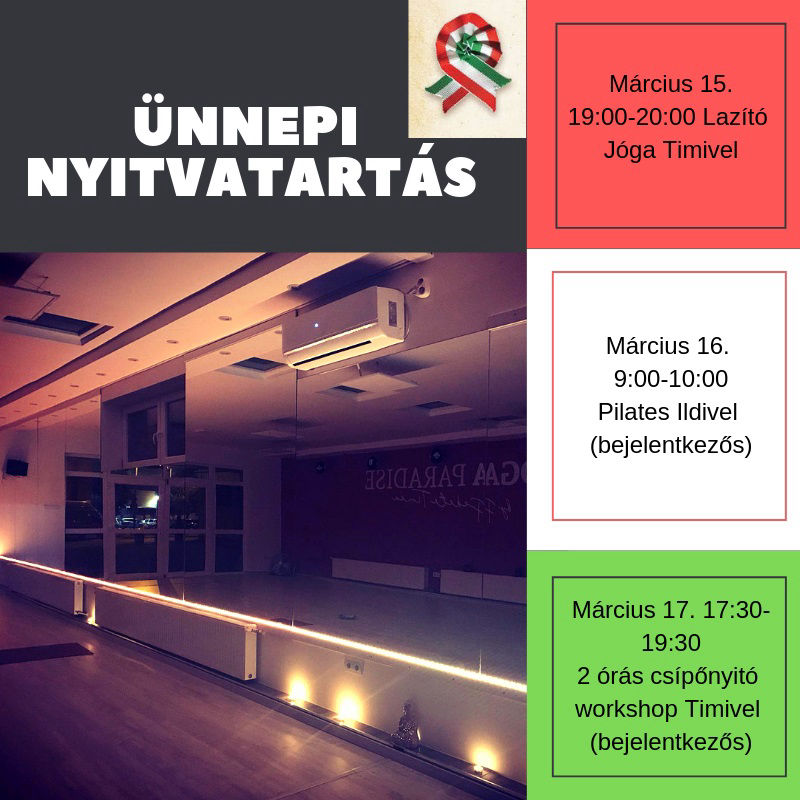 ÜNNEPI
NYITVATARTÁS
Március 15.
19:00-20:00 Lazító
Jóga Timivel
Március 16.
9:00-10:00
Pilates Ildivel
(bejelentkezős)
Március 17. 17:30-
19:30
2 órás csípőnyitó
workshop Timivel
(bejelentkezős)
PARADISE